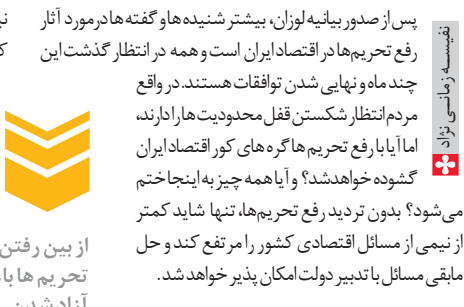 نفیسـه زمانـی نژاد
پس از صدور بیانیه لوزان، بیشتر شنیده‌ها و گفته‌ها درمورد آثار
رفع تحریم‌ها در اقتصاد ایران است و همه در انتظار گذشت این
چند ماه و نهایی شدن توافقات هستند. در واقع
مردم انتظار شکستن قفل محدودیت ها را دارند،
اما آیا با رفع تحریم ها گره های کور اقتصاد ایران
گشوده خواهد شد؟ و آیا همه چیز به اینجا ختم
می‌شود؟ بدون تردید رفع تحریم‌ها، تنها شاید کمتر
از نیمی از مسائل اقتصادی کشور را مرتفع کند و حل
مابقی مسائل با تدبیر دولت امکان پذیر خواهد شد.
از بین رفتن
تحریم ها با
آزاد شدن